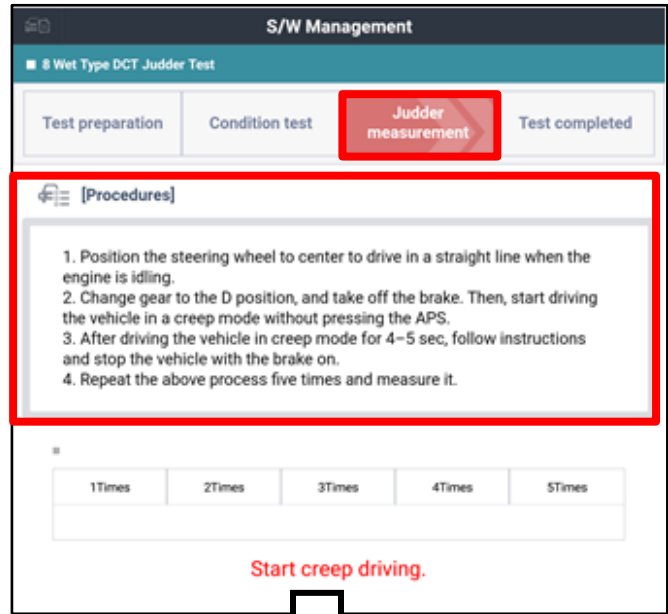 S/W Management
■ 8 Wet Type DCT Judder Test
Test preparation
Condition test
Judder
measurement
Test completed
[Procedures]
1. Position the steering wheel to center to drive in a straight line when the
engine is idling.
2. Change gear to the D position, and take off the brake. Then, start driving
the vehicle in a creep mode without pressing the APS.
3. After driving the vehicle in creep mode for 4–5 sec, follow instructions
and stop the vehicle with the brake on.
4. Repeat the above process five times and measure it.
■
1Times 2Times 3Times 4Times 5Times
Start creep driving.